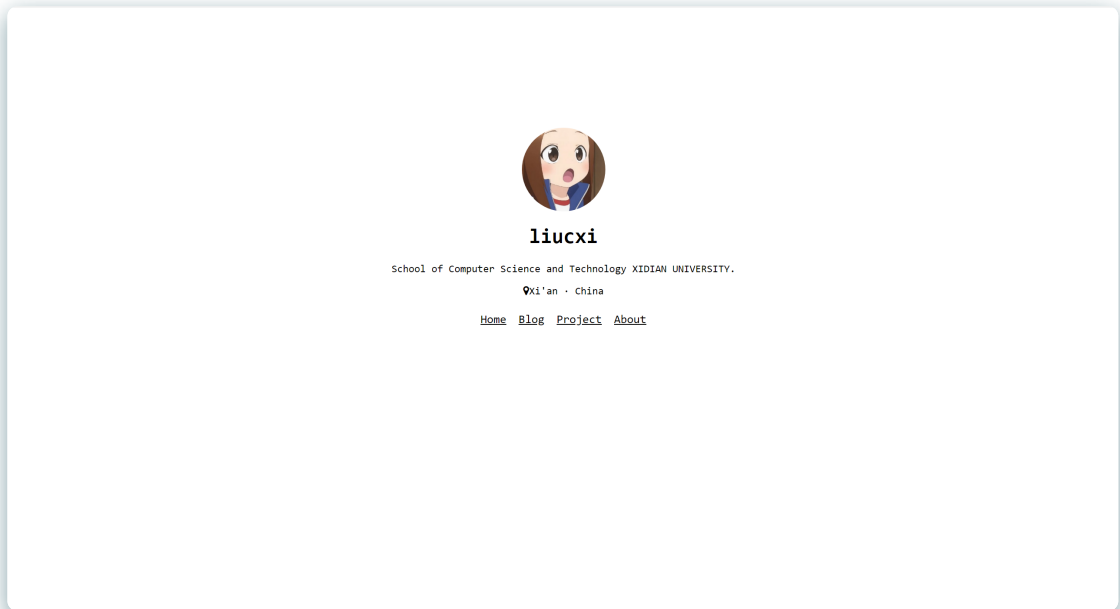 liucxi
School of Computer Science and Technology XIDIAN UNIVERSITY.
Xi'an · China
Home Blog Project About